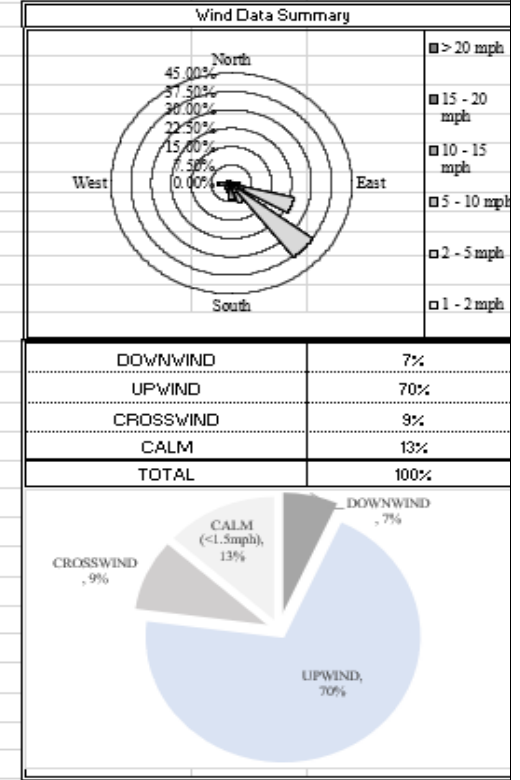 Wind Data Summary
North
45.00%
37.50%
30.00%
22.50%
15.00%
7.50%
0.00%
West
East
South
> 20 mph
15 - 20
mph
10 - 15
mph
5 - 10 mph
2 - 5 mph
1 - 2 mph
DOWNWIND 7%
UPWIND 70%
CROSSWIND 9%
CALM 13%
TOTAL 100%
DOWNWIND
, 7%
CALM
(<1.5mph),
13%
CROSSWIND
, 9%
UPWIND,
70%